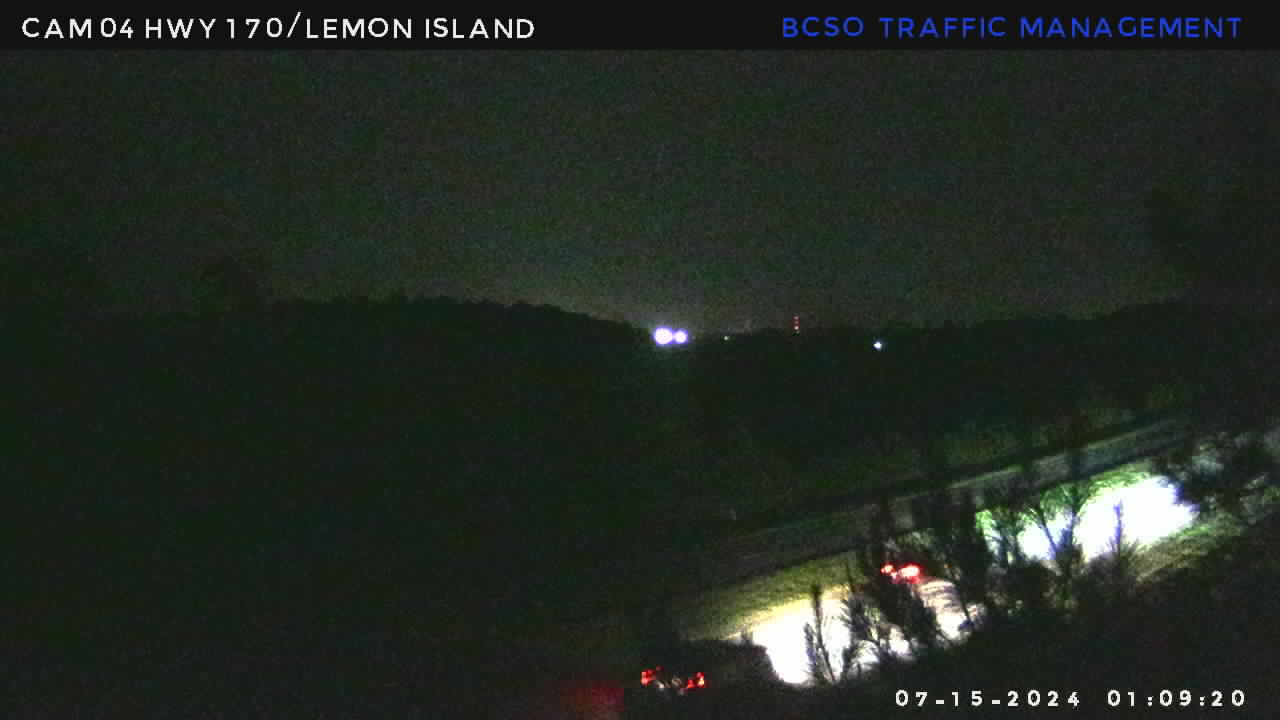 CAM04 HWY 170/LEMON ISLAND
BCSO TRAFFIC MANAGEMENT
07-15-2024 01:09:20